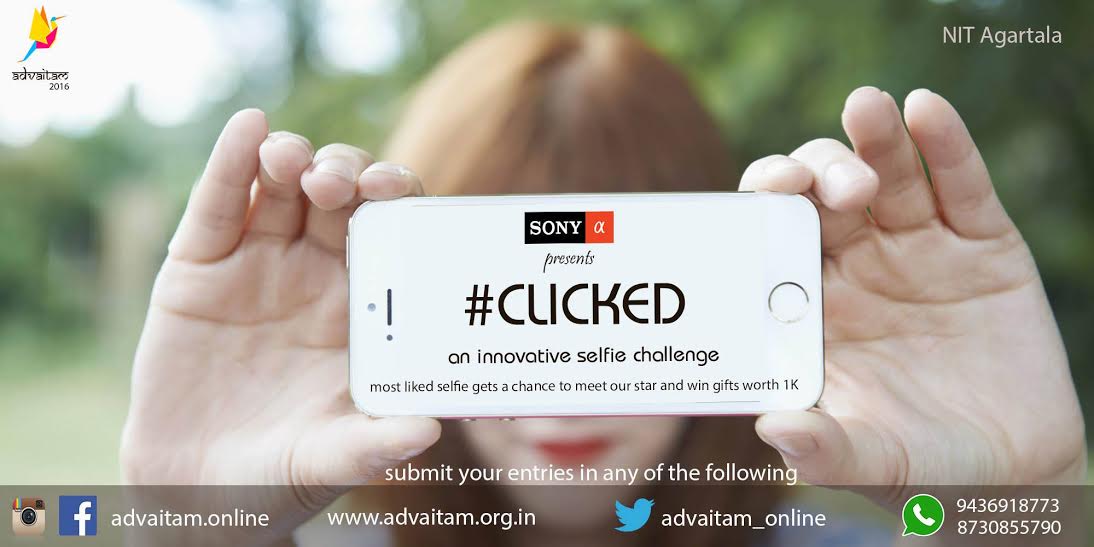 advaitam
2016
NIT Agartala
SONY α
presents
#CLICKED
an innovative selfie challenge
most liked selfie gets a chance to meet our star and win gifts worth 1K
submit your entries in any of the following
advaitam.online
www.advaitam.org.in
advaitam_online
9436918773
8730855790